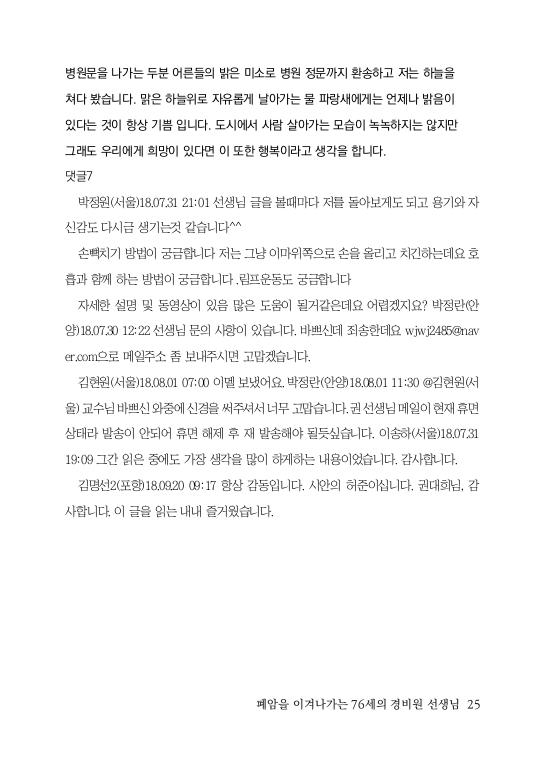 병원문을 나가는 두분 어른들의 밝은 미소로 병원 정문까지 환송하고 저는 하늘을
쳐다 봤습니다. 맑은 하늘위로 자유롭게 날아가는 물 파랑새에게는 언제나 밝음이
있다는 것이 항상 기쁨 입니다. 도시에서 사람 살아가는 모습이 녹녹하지는 않지만
그래도 우리에게 희망이 있다면 이 또한 행복이라고 생각을 합니다.
댓글7
박정원(서울)18.07.31 21:01 선생님 글을 볼때마다 저를 돌아보게도 되고 용기와 자
신감도 다시금 생기는것 같습니다^^
손뼉치기 방법이 궁금합니다 저는 그냥 이마위쪽으로 손을 올리고 치긴하는데요 호
흡과 함께 하는 방법이 궁금합니다 .림프운동도 궁금합니다
자세한 설명 및 동영상이 있음 많은 도움이 될거같은데요 어렵겠지요? 박정란(안
양)18.07.30 12:22 선생님 문의 사항이 있습니다. 바쁘신데 죄송한데요 wjwj2485@nav
er.com으로 메일주소 좀 보내주시면 고맙겠습니다.
김현원(서울)18.08.01 07:00 이멜 보냈어요. 박정란(안양)18.08.01 11:30 @김현원(서
울) 교수님 바쁘신 와중에 신경을 써주셔서 너무 고맙습니다. 권 선생님 메일이 현재 휴면
상태라 발송이 안되어 휴면 해제 후 재 발송해야 될듯싶습니다. 이송하(서울)18.07.31
19:09 그간 읽은 중에도 가장 생각을 많이 하게하는 내용이었습니다. 감사합니다.
김명선2(포항)18.09.20 09:17 항상 감동입니다. 시안의 허준이십니다. 권대희님, 감
사합니다. 이 글을 읽는 내내 즐거웠습니다.
폐암을 이겨나가는 76세의 경비원 선생님 25